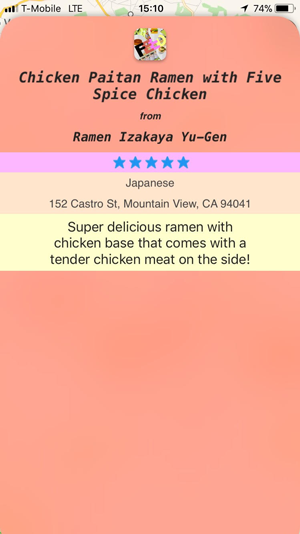 T-Mobile LTE 15:10 74%
Chicken Paitan Ramen with Five
Spice Chicken
from
Ramen Izakaya Yu-Gen
Japanese
152 Castro St, Mountain View, CA 94041
Super delicious ramen with
chicken base that comes with a
tender chicken meat on the side!